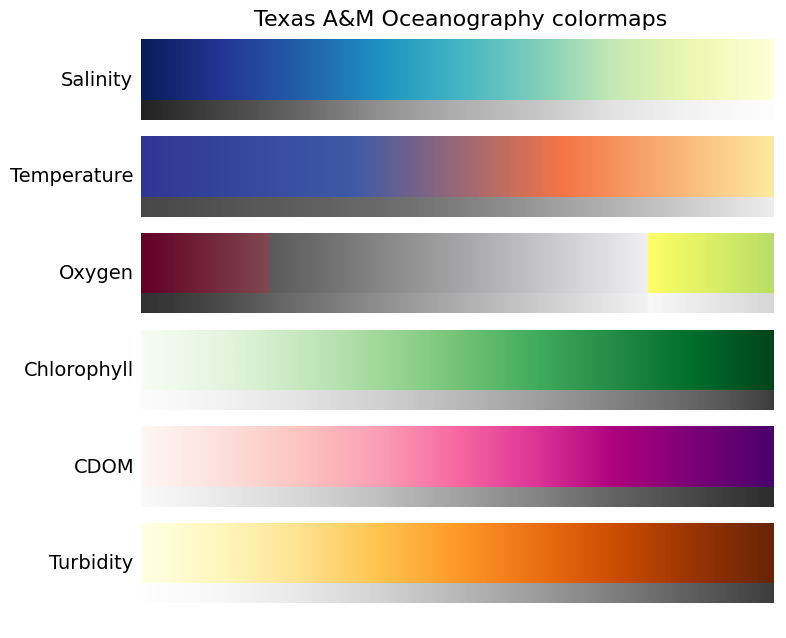 Texas A&M Oceanography colormaps
Salinity
Temperature
Oxygen
Chlorophyll
CDOM
Turbidity